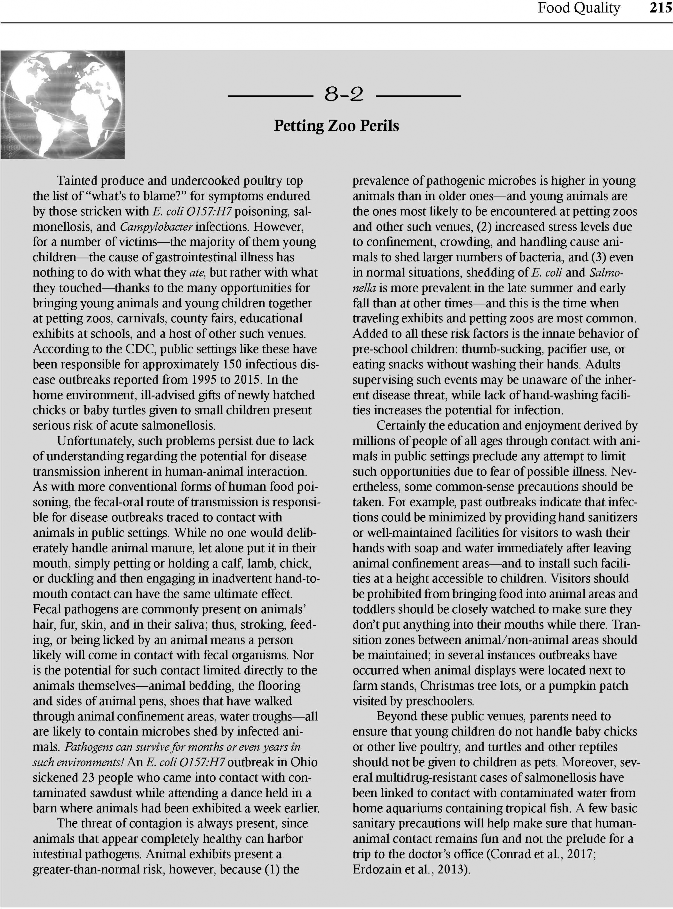 Food Quality 215
8-2
Petting Zoo Perils
Tainted produce and undercooked poultry top
the list of “what’s to blame?” for symptoms endured
by those stricken with E. coli O157:H7 poisoning, sal-
monellosis, and Campylobacter infections. However,
for a number of victims—the majority of them young
children—the cause of gastrointestinal illness has
nothing to do with what they ate, but rather with what
they touched—thanks to the many opportunities for
bringing young animals and young children together
at petting zoos, carnivals, county fairs, educational
exhibits at schools, and a host of other such venues.
According to the CDC, public settings like these have
been responsible for approximately 150 infectious dis-
ease outbreaks reported from 1995 to 2015. In the
home environment, ill-advised gifts of newly hatched
chicks or baby turtles given to small children present
serious risk of acute salmonellosis.
Unfortunately, such problems persist due to lack
of understanding regarding the potential for disease
transmission inherent in human-animal interaction.
As with more conventional forms of human food poi-
soning, the fecal-oral route of transmission is responsi-
ble for disease outbreaks traced to contact with
animals in public settings. While no one would delib-
erately handle animal manure, let alone put it in their
mouth, simply petting or holding a calf, lamb, chick,
or duckling and then engaging in inadvertent hand-to-
mouth contact can have the same ultimate effect.
Fecal pathogens are commonly present on animals’
hair, fur, skin, and in their saliva; thus, stroking, feed-
ing, or being licked by an animal means a person
likely will come in contact with fecal organisms. Nor
is the potential for such contact limited directly to the
animals themselves—animal bedding, the flooring
and sides of animal pens, shoes that have walked
through animal confinement areas, water troughs—all
are likely to contain microbes shed by infected ani-
mals. Pathogens can survive for months or even years in
such environments! An E. coli O157:H7 outbreak in Ohio
sickened 23 people who came into contact with con-
taminated sawdust while attending a dance held in a
barn where animals had been exhibited a week earlier.
The threat of contagion is always present, since
animals that appear completely healthy can harbor
intestinal pathogens. Animal exhibits present a
greater-than-normal risk, however, because (1) the
prevalence of pathogenic microbes is higher in young
animals than in older ones—and young animals are
the ones most likely to be encountered at petting zoos
and other such venues, (2) increased stress levels due
to confinement, crowding, and handling cause ani-
mals to shed larger numbers of bacteria, and (3) even
in normal situations, shedding of E. coli and Salmo-
nella is more prevalent in the late summer and early
fall than at other times—and this is the time when
traveling exhibits and petting zoos are most common.
Added to all these risk factors is the innate behavior of
pre-school children: thumb-sucking, pacifier use, or
eating snacks without washing their hands. Adults
supervising such events may be unaware of the inher-
ent disease threat, while lack of hand-washing facili-
ties increases the potential for infection.
Certainly the education and enjoyment derived by
millions of people of all ages through contact with ani-
mals in public settings preclude any attempt to limit
such opportunities due to fear of possible illness. Nev-
ertheless, some common-sense precautions should be
taken. For example, past outbreaks indicate that infec-
tions could be minimized by providing hand sanitizers
or well-maintained facilities for visitors to wash their
hands with soap and water immediately after leaving
animal confinement areas—and to install such facili-
ties at a height accessible to children. Visitors should
be prohibited from bringing food into animal areas and
toddlers should be closely watched to make sure they
don’t put anything into their mouths while there. Tran-
sition zones between animal/non-animal areas should
be maintained; in several instances outbreaks have
occurred when animal displays were located next to
farm stands, Christmas tree lots, or a pumpkin patch
visited by preschoolers.
Beyond these public venues, parents need to
ensure that young children do not handle baby chicks
or other live poultry, and turtles and other reptiles
should not be given to children as pets. Moreover, sev-
eral multidrug-resistant cases of salmonellosis have
been linked to contact with contaminated water from
home aquariums containing tropical fish. A few basic
sanitary precautions will help make sure that human-
animal contact remains fun and not the prelude for a
trip to the doctor’s office (Conrad et al., 2017;
Erdozain et al., 2013).